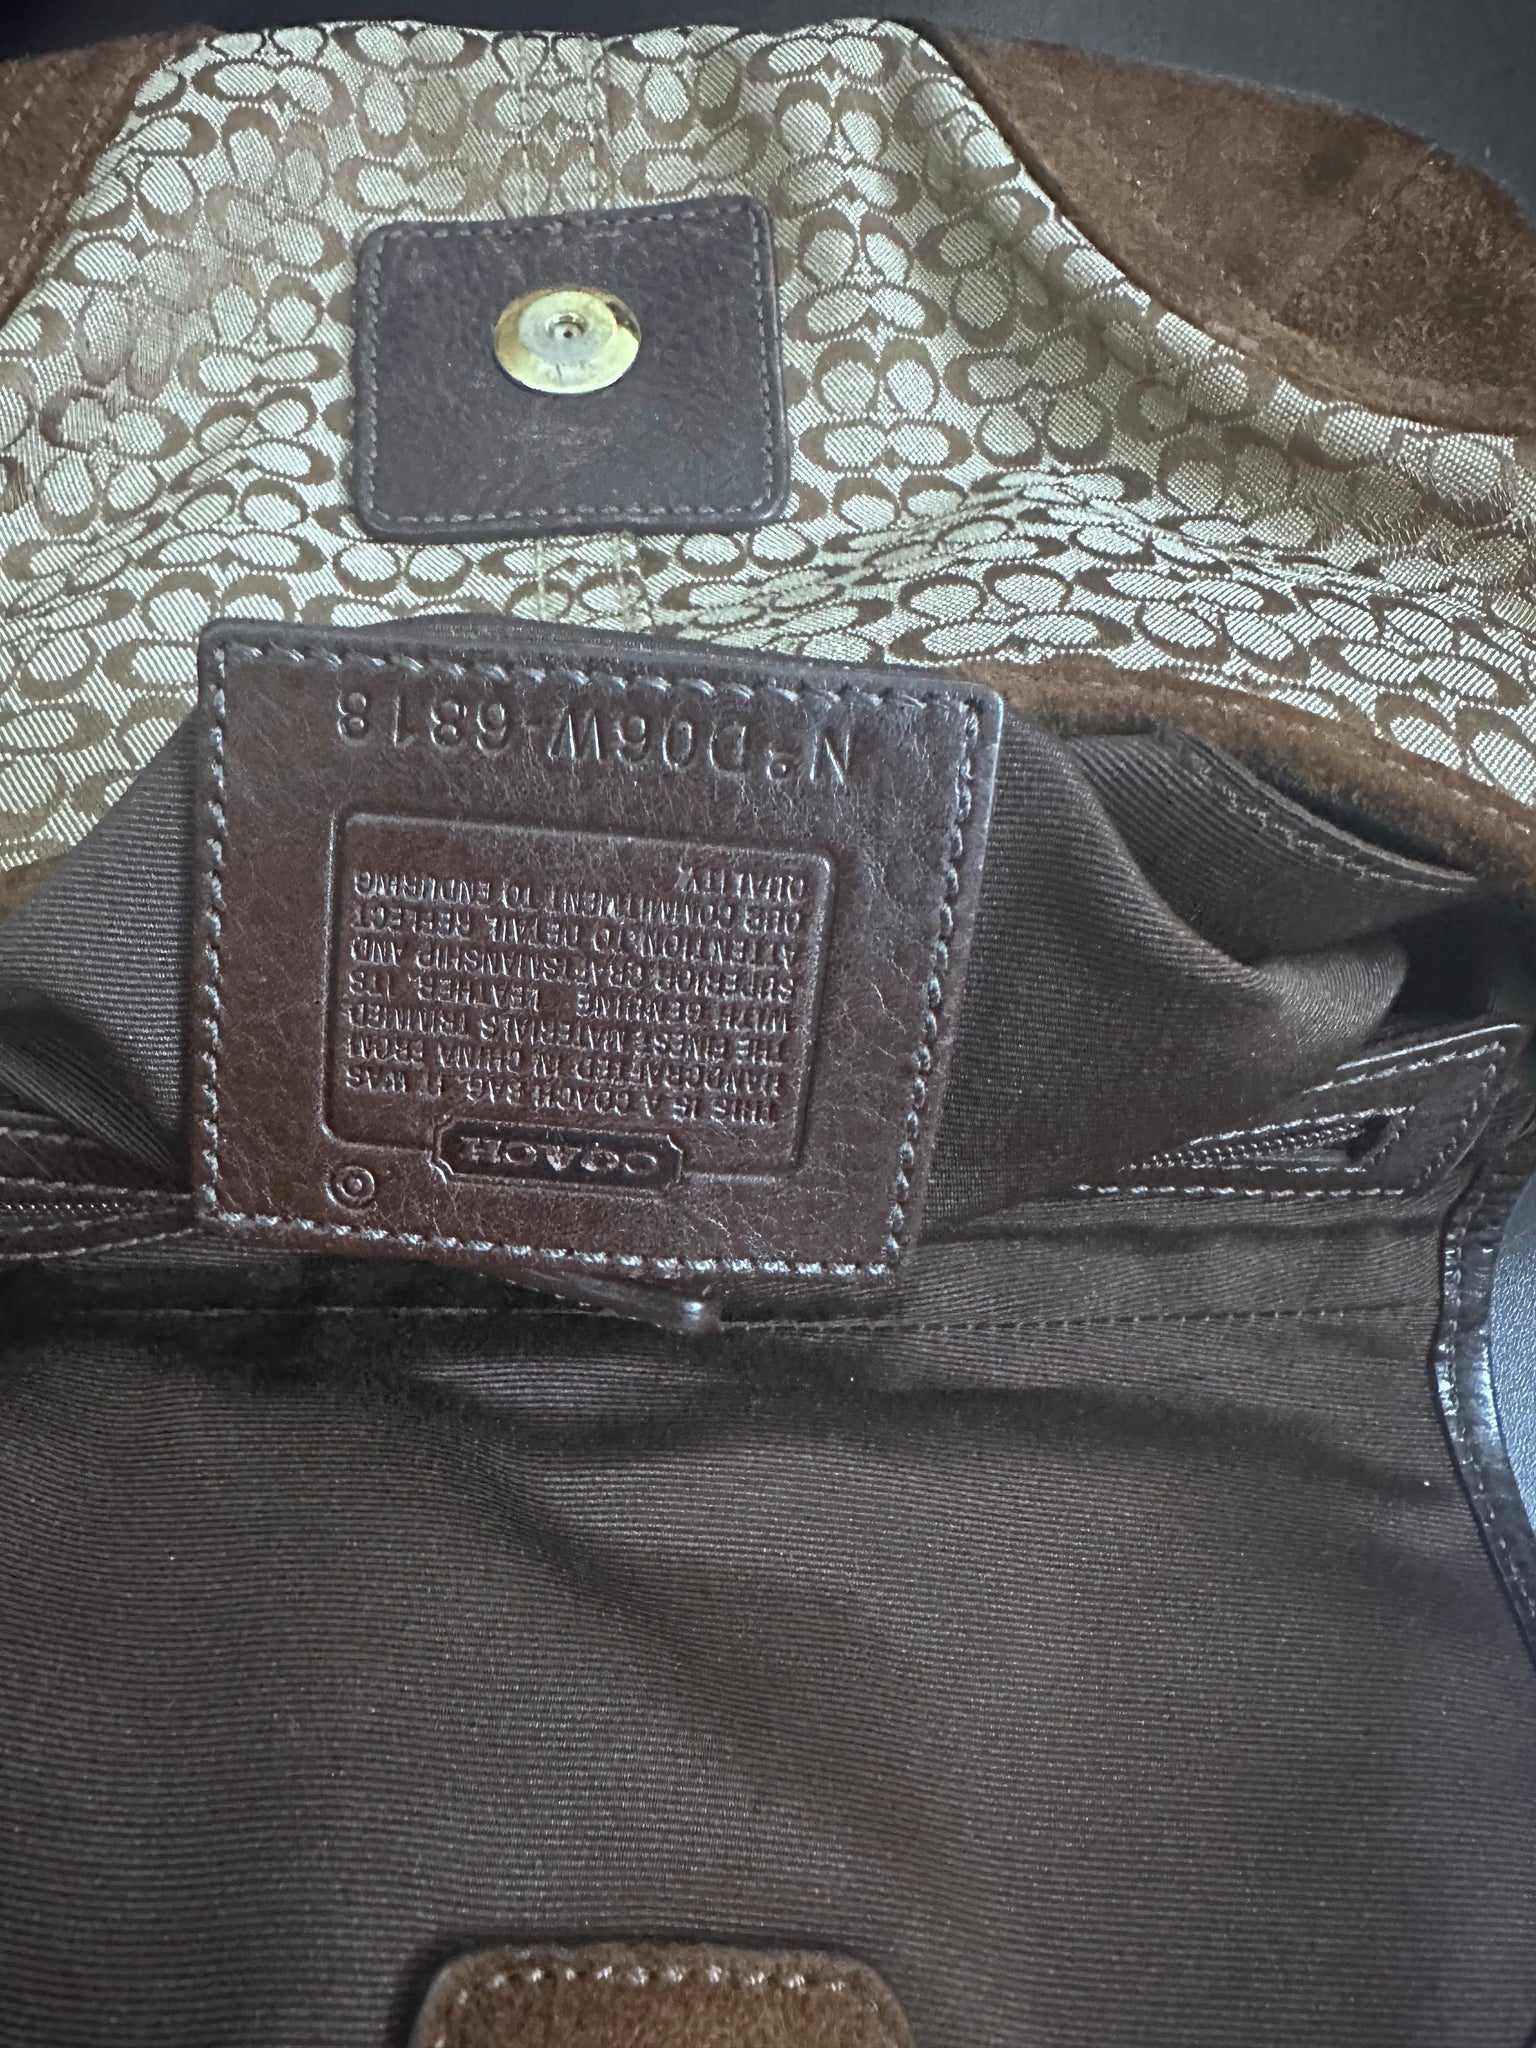 COACH
THIS IS A COACH BAG. IT WAS
HANDCRAFTED IN CHINA FROM
THE FINEST MATERIALS TRIMMED
WITH GENUINE LEATHER. ITS
SUPERIOR CRAFTSMANSHIP AND
ATTENTION TO DETAIL REFLECT
OUR COMMITMENT TO ENDURING
QUALITY.
Nº D06W-6818